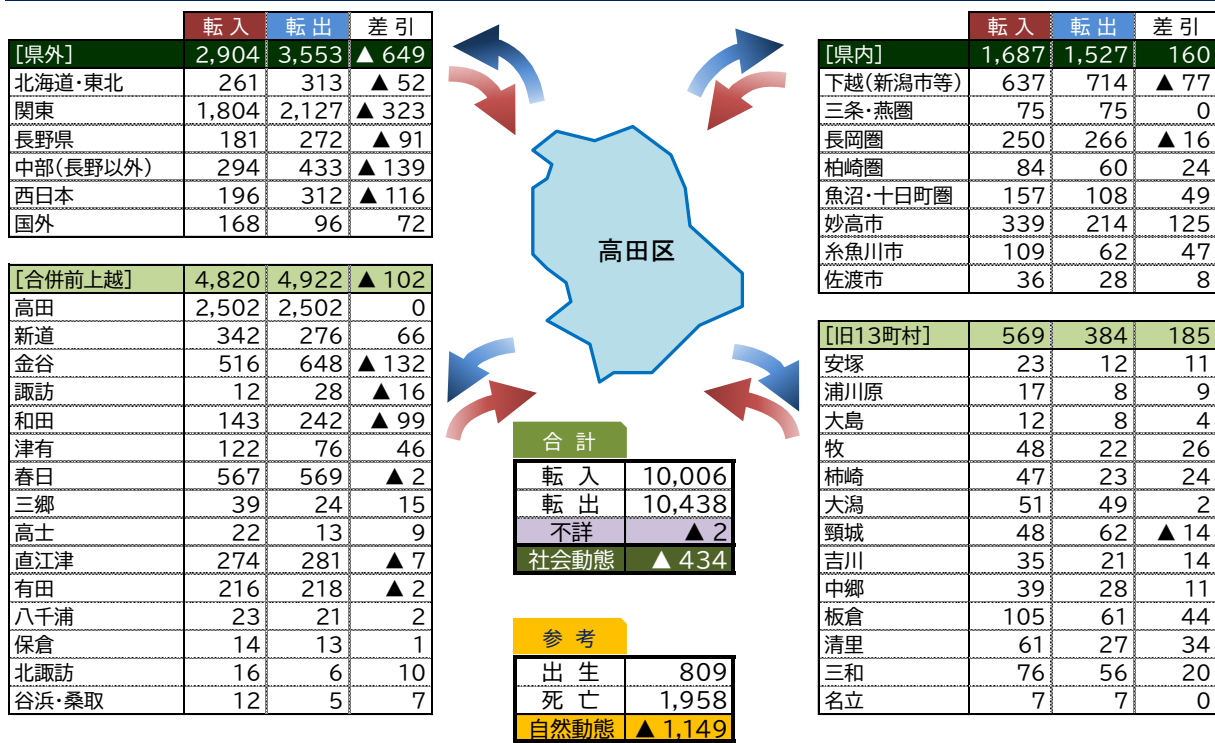 転入 転出 差引
[県外] 2,904 3,553 ▲ 649
北海道・東北 261 313 ▲ 52
関東 1,804 2,127 ▲ 323
長野県 181 272 ▲ 91
中部(長野以外) 294 433 ▲ 139
西日本 196 312 ▲ 116
国外 168 96 72
[合併前上越] 4,820 4,922 ▲ 102
高田 2,502 2,502 0
新道 342 276 66
金谷 516 648 ▲ 132
諏訪 12 28 ▲ 16
和田 143 242 ▲ 99
津有 122 76 46
春日 567 569 ▲ 2
三郷 39 24 15
高士 22 13 9
直江津 274 281 ▲ 7
有田 216 218 ▲ 2
八千浦 23 21 2
保倉 14 13 1
北諏訪 16 6 10
谷浜・桑取 12 5 7
高田区
合計
転入 10,006
転出 10,438
不詳 ▲ 2
社会動態 ▲ 434
参考
出生 809
死亡 1,958
自然動態 ▲ 1,149
転入 転出 差引
[県内] 1,687 1,527 160
下越(新潟市等) 637 714 ▲ 77
三条・燕圏 75 75 0
長岡圏 250 266 ▲ 16
柏崎圏 84 60 24
魚沼・十日町圏 157 108 49
妙高市 339 214 125
糸魚川市 109 62 47
佐渡市 36 28 8
[旧13町村] 569 384 185
安塚 23 12 11
浦川原 17 8 9
大島 12 8 4
牧 48 22 26
柿崎 47 23 24
大潟 51 49 2
頸城 48 62 ▲ 14
吉川 35 21 14
中郷 39 28 11
板倉 105 61 44
清里 61 27 34
三和 76 56 20
名立 7 7 0